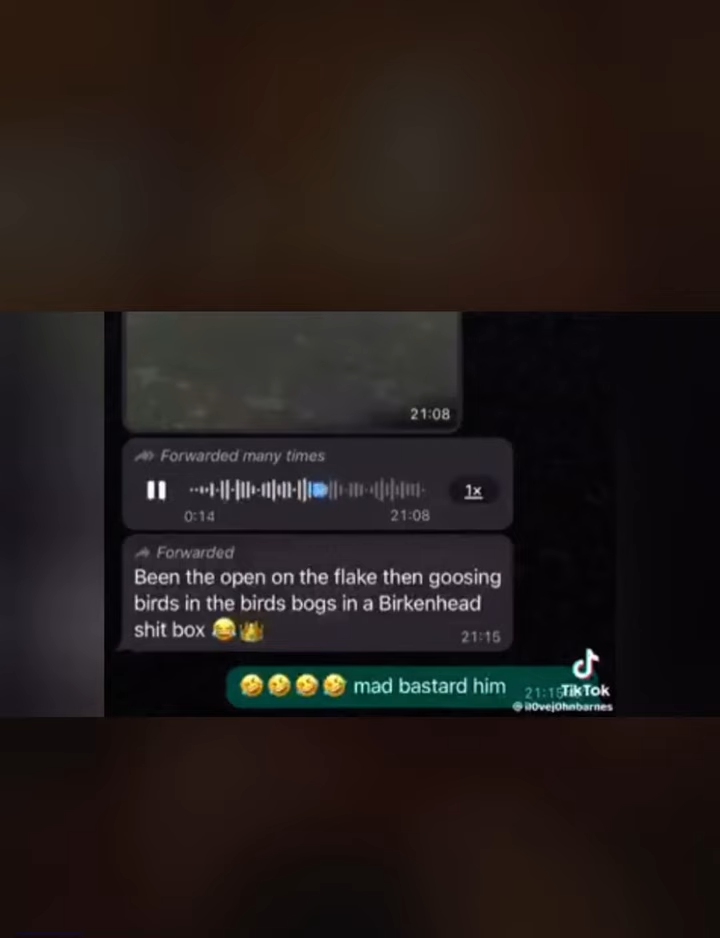 21:08
Forwarded many times
1x
0:14 21:08
Forwarded
Been the open on the flake then goosing
birds in the birds bogs in a Birkenhead
shit box 😂👑
21:15
🤣🤣🤣🤣 mad bastard him 21:15
TikTok